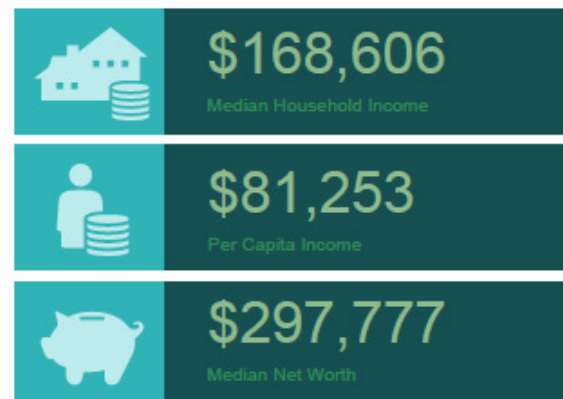 $168,606
Median Household Income
$81,253
Per Capita Income
$297,777
Median Net Worth